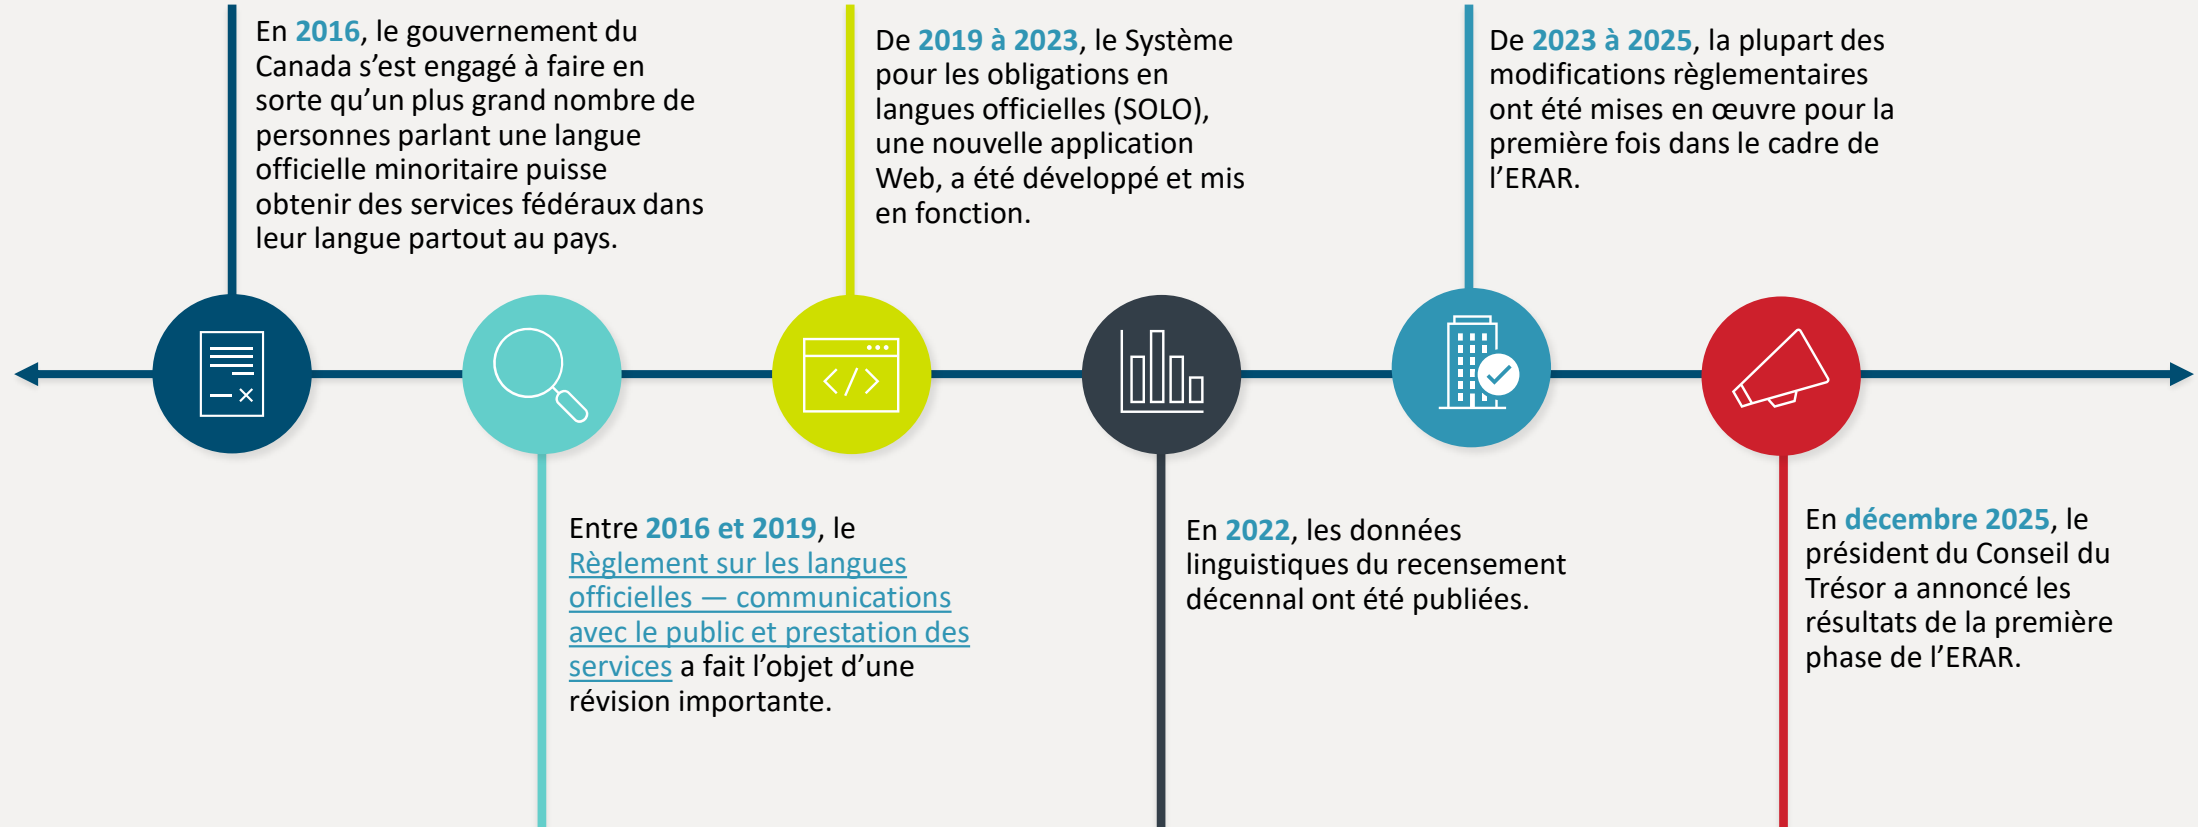 En 2016, le gouvernement du
Canada s’est engagé à faire en
sorte qu’un plus grand nombre de
personnes parlant une langue
officielle minoritaire puisse
obtenir des services fédéraux dans
leur langue partout au pays.
Entre 2016 et 2019, le
Règlement sur les langues
officielles — communications
avec le public et prestation des
services a fait l’objet d’une
révision importante.
De 2019 à 2023, le Système
pour les obligations en
langues officielles (SOLO),
une nouvelle application
Web, a été développé et mis
en fonction.
En 2022, les données
linguistiques du recensement
décennal ont été publiées.
De 2023 à 2025, la plupart des
modifications règlementaires
ont été mises en œuvre pour la
première fois dans le cadre de
l’ERAR.
En décembre 2025, le
président du Conseil du
Trésor a annoncé les
résultats de la première
phase de l’ERAR.